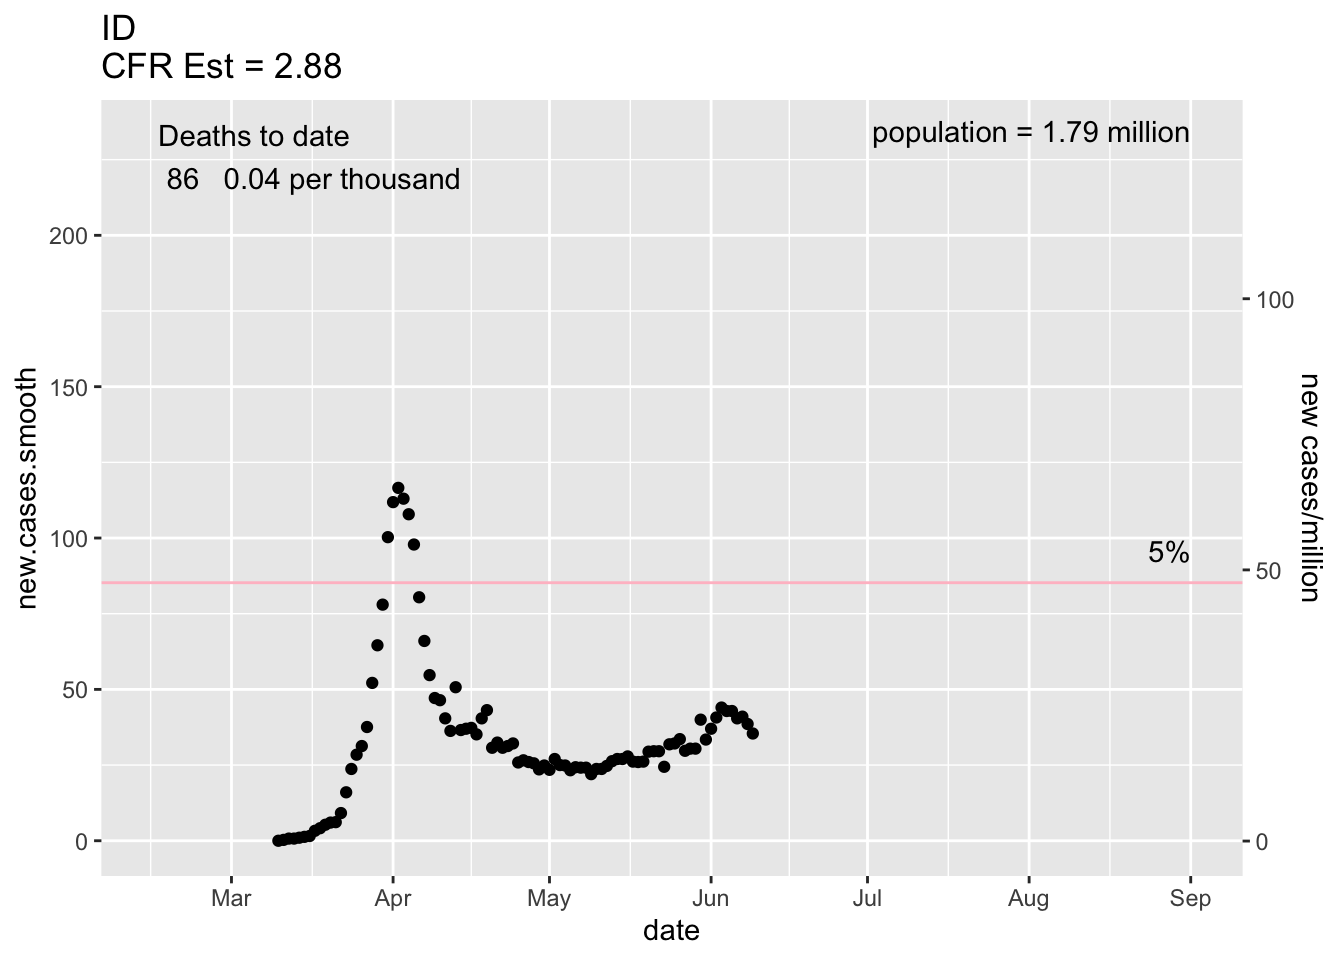 ID
CFR Est = 2.88
Deaths to date
86 0.04 per thousand
population = 1.79 million
200
150
100
50
0
new.cases.smooth
100
50
0
new cases/million
5%
Mar Apr May Jun Jul Aug Sep
date